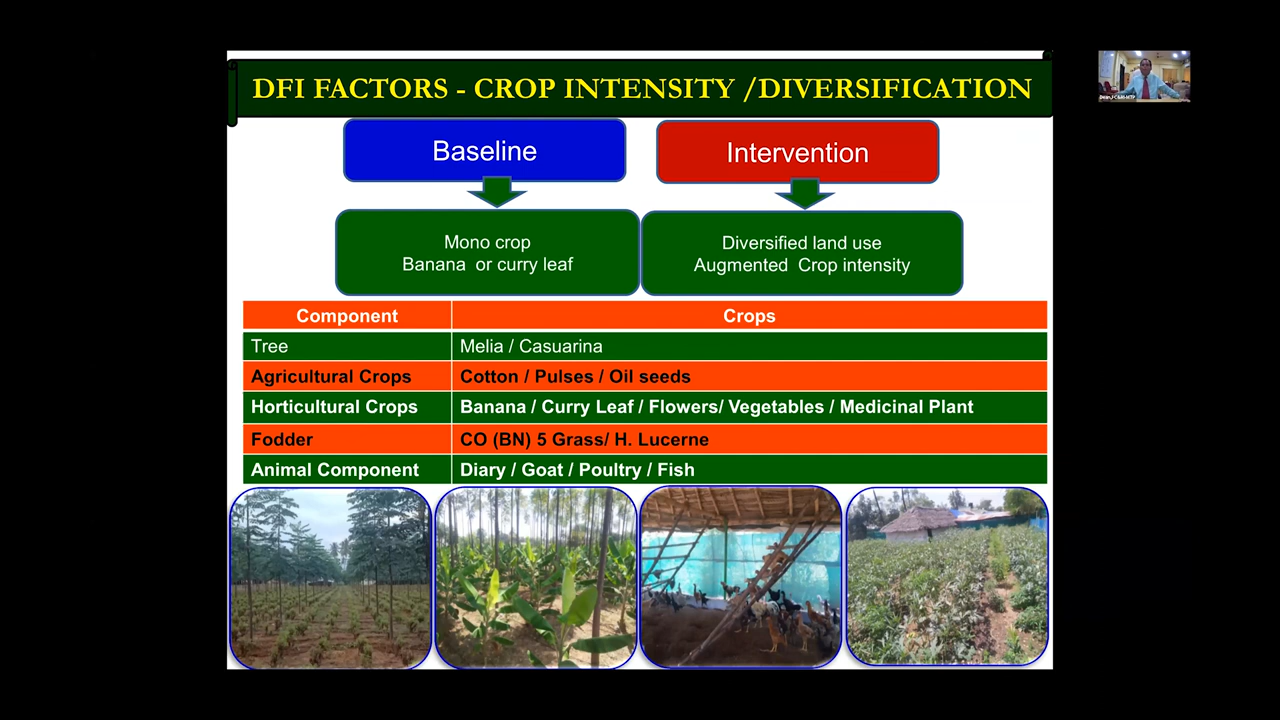 DFI FACTORS - CROP INTENSITY /DIVERSIFICATION
Baseline
Intervention
Mono crop
Banana or curry leaf
Diversified land use
Augmented Crop intensity
Component Crops
Tree Melia / Casuarina
Agricultural Crops Cotton / Pulses / Oil seeds
Horticultural Crops Banana / Curry Leaf / Flowers/ Vegetables / Medicinal Plant
Fodder CO (BN) 5 Grass/ H. Lucerne
Animal Component Diary / Goat / Poultry / Fish